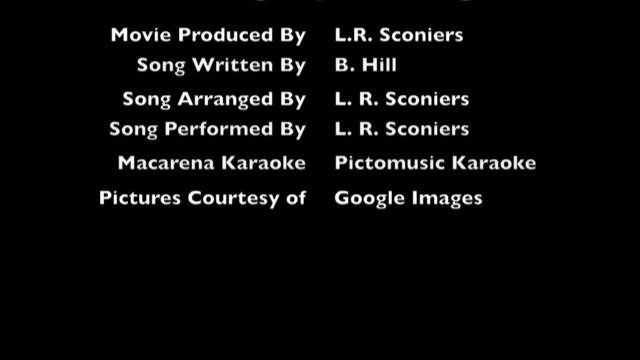 Movie Produced By L.R. Sconiers
Song Written By B. Hill
Song Arranged By L. R. Sconiers
Song Performed By L. R. Sconiers
Macarena Karaoke Pictomusic Karaoke
Pictures Courtesy of Google Images